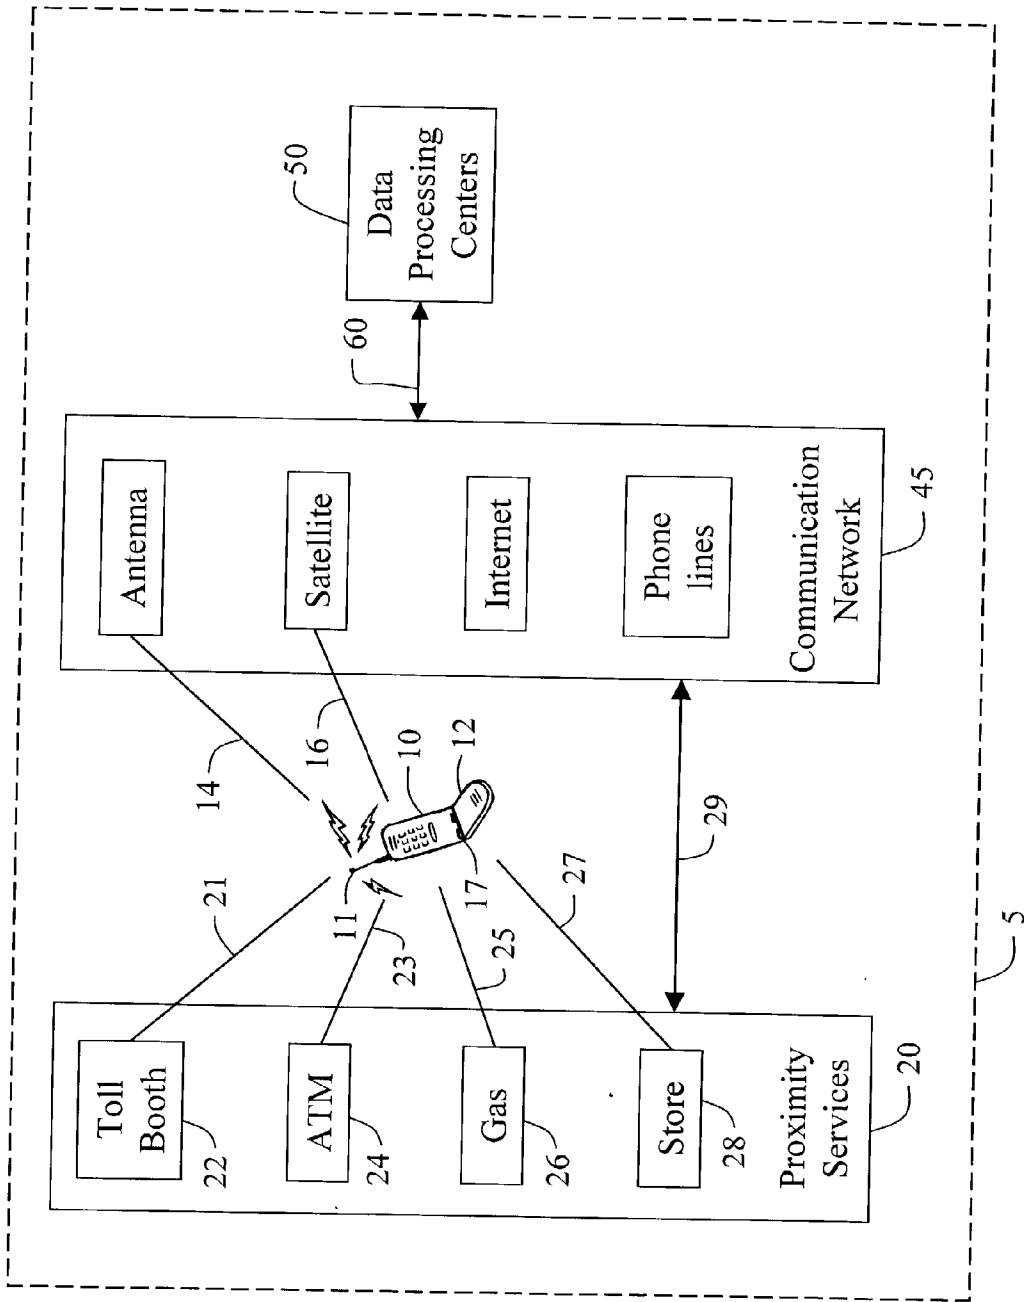 Toll
Booth
22
ATM
24
Gas
26
Store
28
Proximity
Services
20
21
23
25
27
11
17
10
12
14
16
29
Antenna
Satellite
Internet
Phone
lines
Communication
Network
45
60
Data
Processing
Centers
50
5